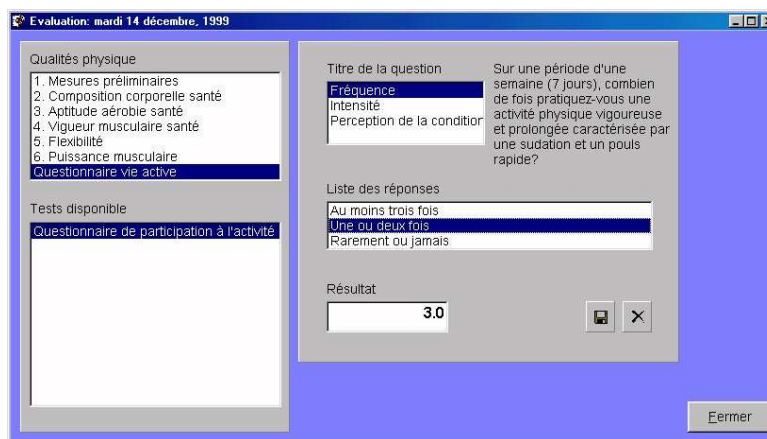 Evaluation: mardi 14 décembre, 1999
Qualités physique
1. Mesures préliminaires
2. Composition corporelle santé
3. Aptitude aérobie santé
4. Vigueur musculaire santé
5. Flexibilité
6. Puissance musculaire
Questionnaire vie active
Tests disponible
Questionnaire de participation à l'activité
Titre de la question
Fréquence
Intensité
Perception de la condition
Sur une période d'une
semaine (7 jours), combien
de fois pratiquez-vous une
activité physique vigoureuse
et prolongée caractérisée par
une sudation et un pouls
rapide?
Liste des réponses
Au moins trois fois
Une ou deux fois
Rarement ou jamais
Résultat
3.0
Fermer